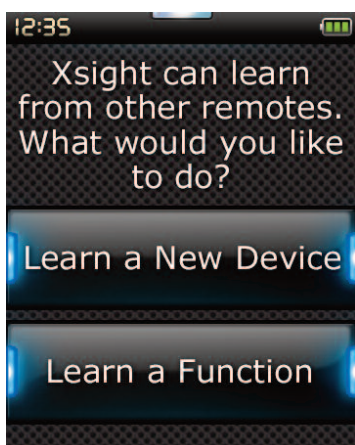 12:35
Xsight can learn
from other remotes.
What would you like
to do?
Learn a New Device
Learn a Function